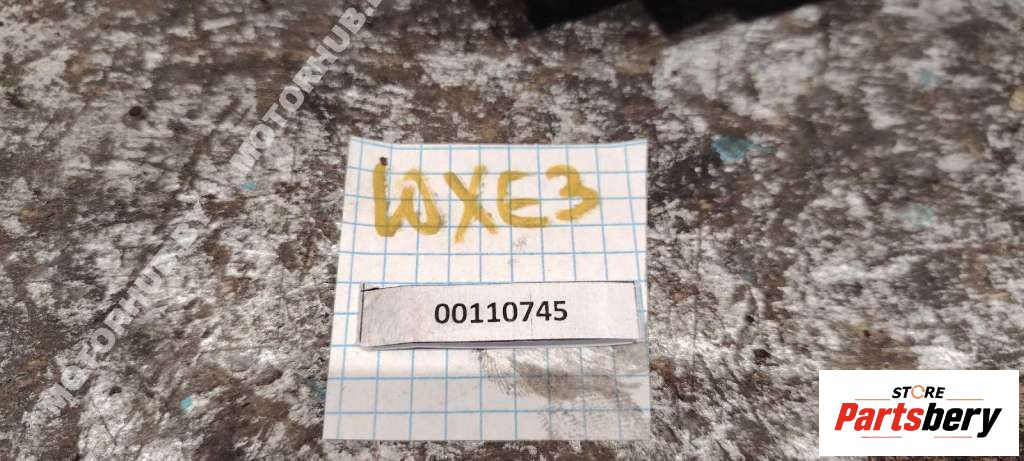 MOTORHUB.
MOTORHUB.
WXE3
00110745
STORE
Partsbery